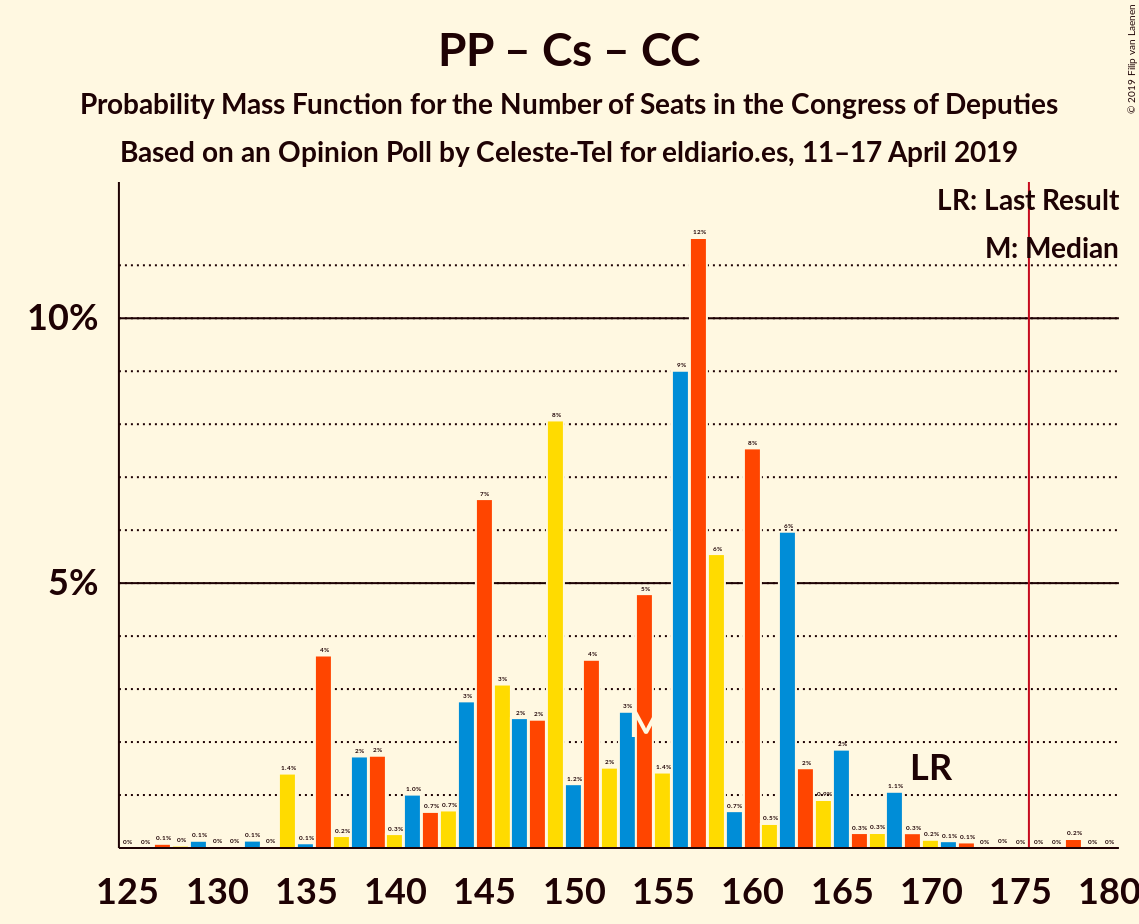 PP – Cs – CC
Probability Mass Function for the Number of Seats in the Congress of Deputies
Based on an Opinion Poll by Celeste-Tel for eldiario.es, 11–17 April 2019
© 2019 Filip van Laenen
LR: Last Result
M: Median
10%
5%
0% 0% 0.1% 0% 0.1% 0% 0% 0.1% 0% 1.4% 0.1% 4% 0.2% 2% 2% 0.3% 1.0% 0.7% 0.7% 3% 7% 3% 2% 2% 8% 1.2% 4% 2% 3% 5% 1.4% 9% 12% 6% 0.7% 8% 0.5% 6% 2% 0.9% 2% 0.3% 0.3% 1.1% 0.3% 0.2% 0.1% 0.1% 0% 0% 0% 0% 0% 0.2% 0% 0%
M
LR
125 130 135 140 145 150 155 160 165 170 175 180